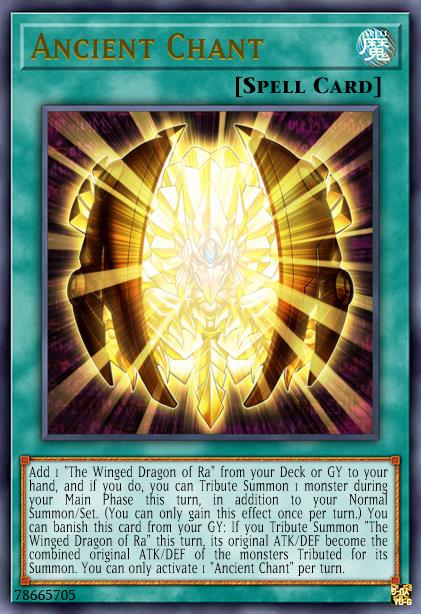 Ancient Chant
SPELL
魔
[Spell Card]
Add 1 "The Winged Dragon of Ra" from your Deck or GY to your
hand, and if you do, you can Tribute Summon 1 monster during
your Main Phase this turn, in addition to your Normal
Summon/Set. (You can only gain this effect once per turn.) You
can banish this card from your GY: If you Tribute Summon "The
Winged Dragon of Ra" this turn, its original ATK/DEF become the
combined original ATK/DEF of the monsters Tributed for its
Summon. You can only activate 1 "Ancient Chant" per turn.
78665705